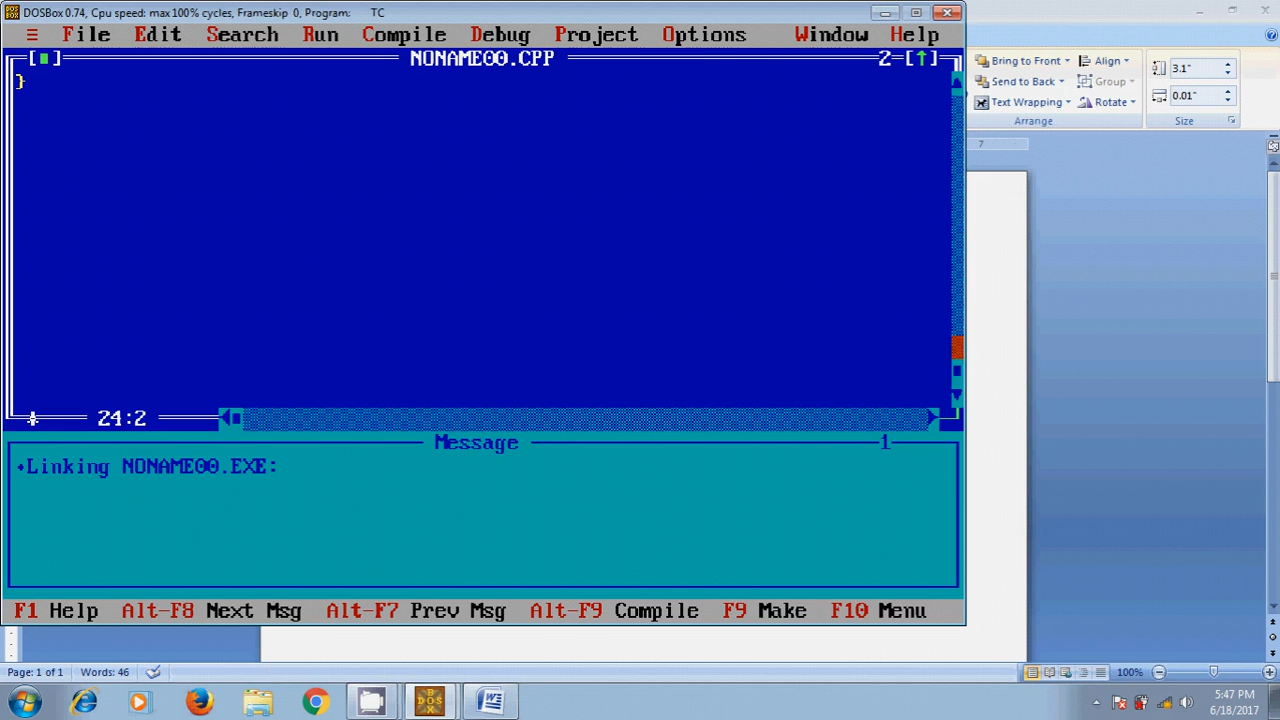 DOSBox 0.74, Cpu speed: max 100% cycles, Frameskip 0, Program: TC
≡ File Edit Search Run Compile Debug Project Options Window Help
NONAME00.CPP 2-[↑]
}
24:2
Message 1
•Linking NONAME00.EXE:
F1 Help Alt-F8 Next Msg Alt-F7 Prev Msg Alt-F9 Compile F9 Make F10 Menu
Bring to Front Align
Send to Back Group
Text Wrapping Rotate
Arrange
3.1"
0.01"
Size
7
Page: 1 of 1 Words: 46
100%
DOS BOX
5:47 PM
6/18/2017